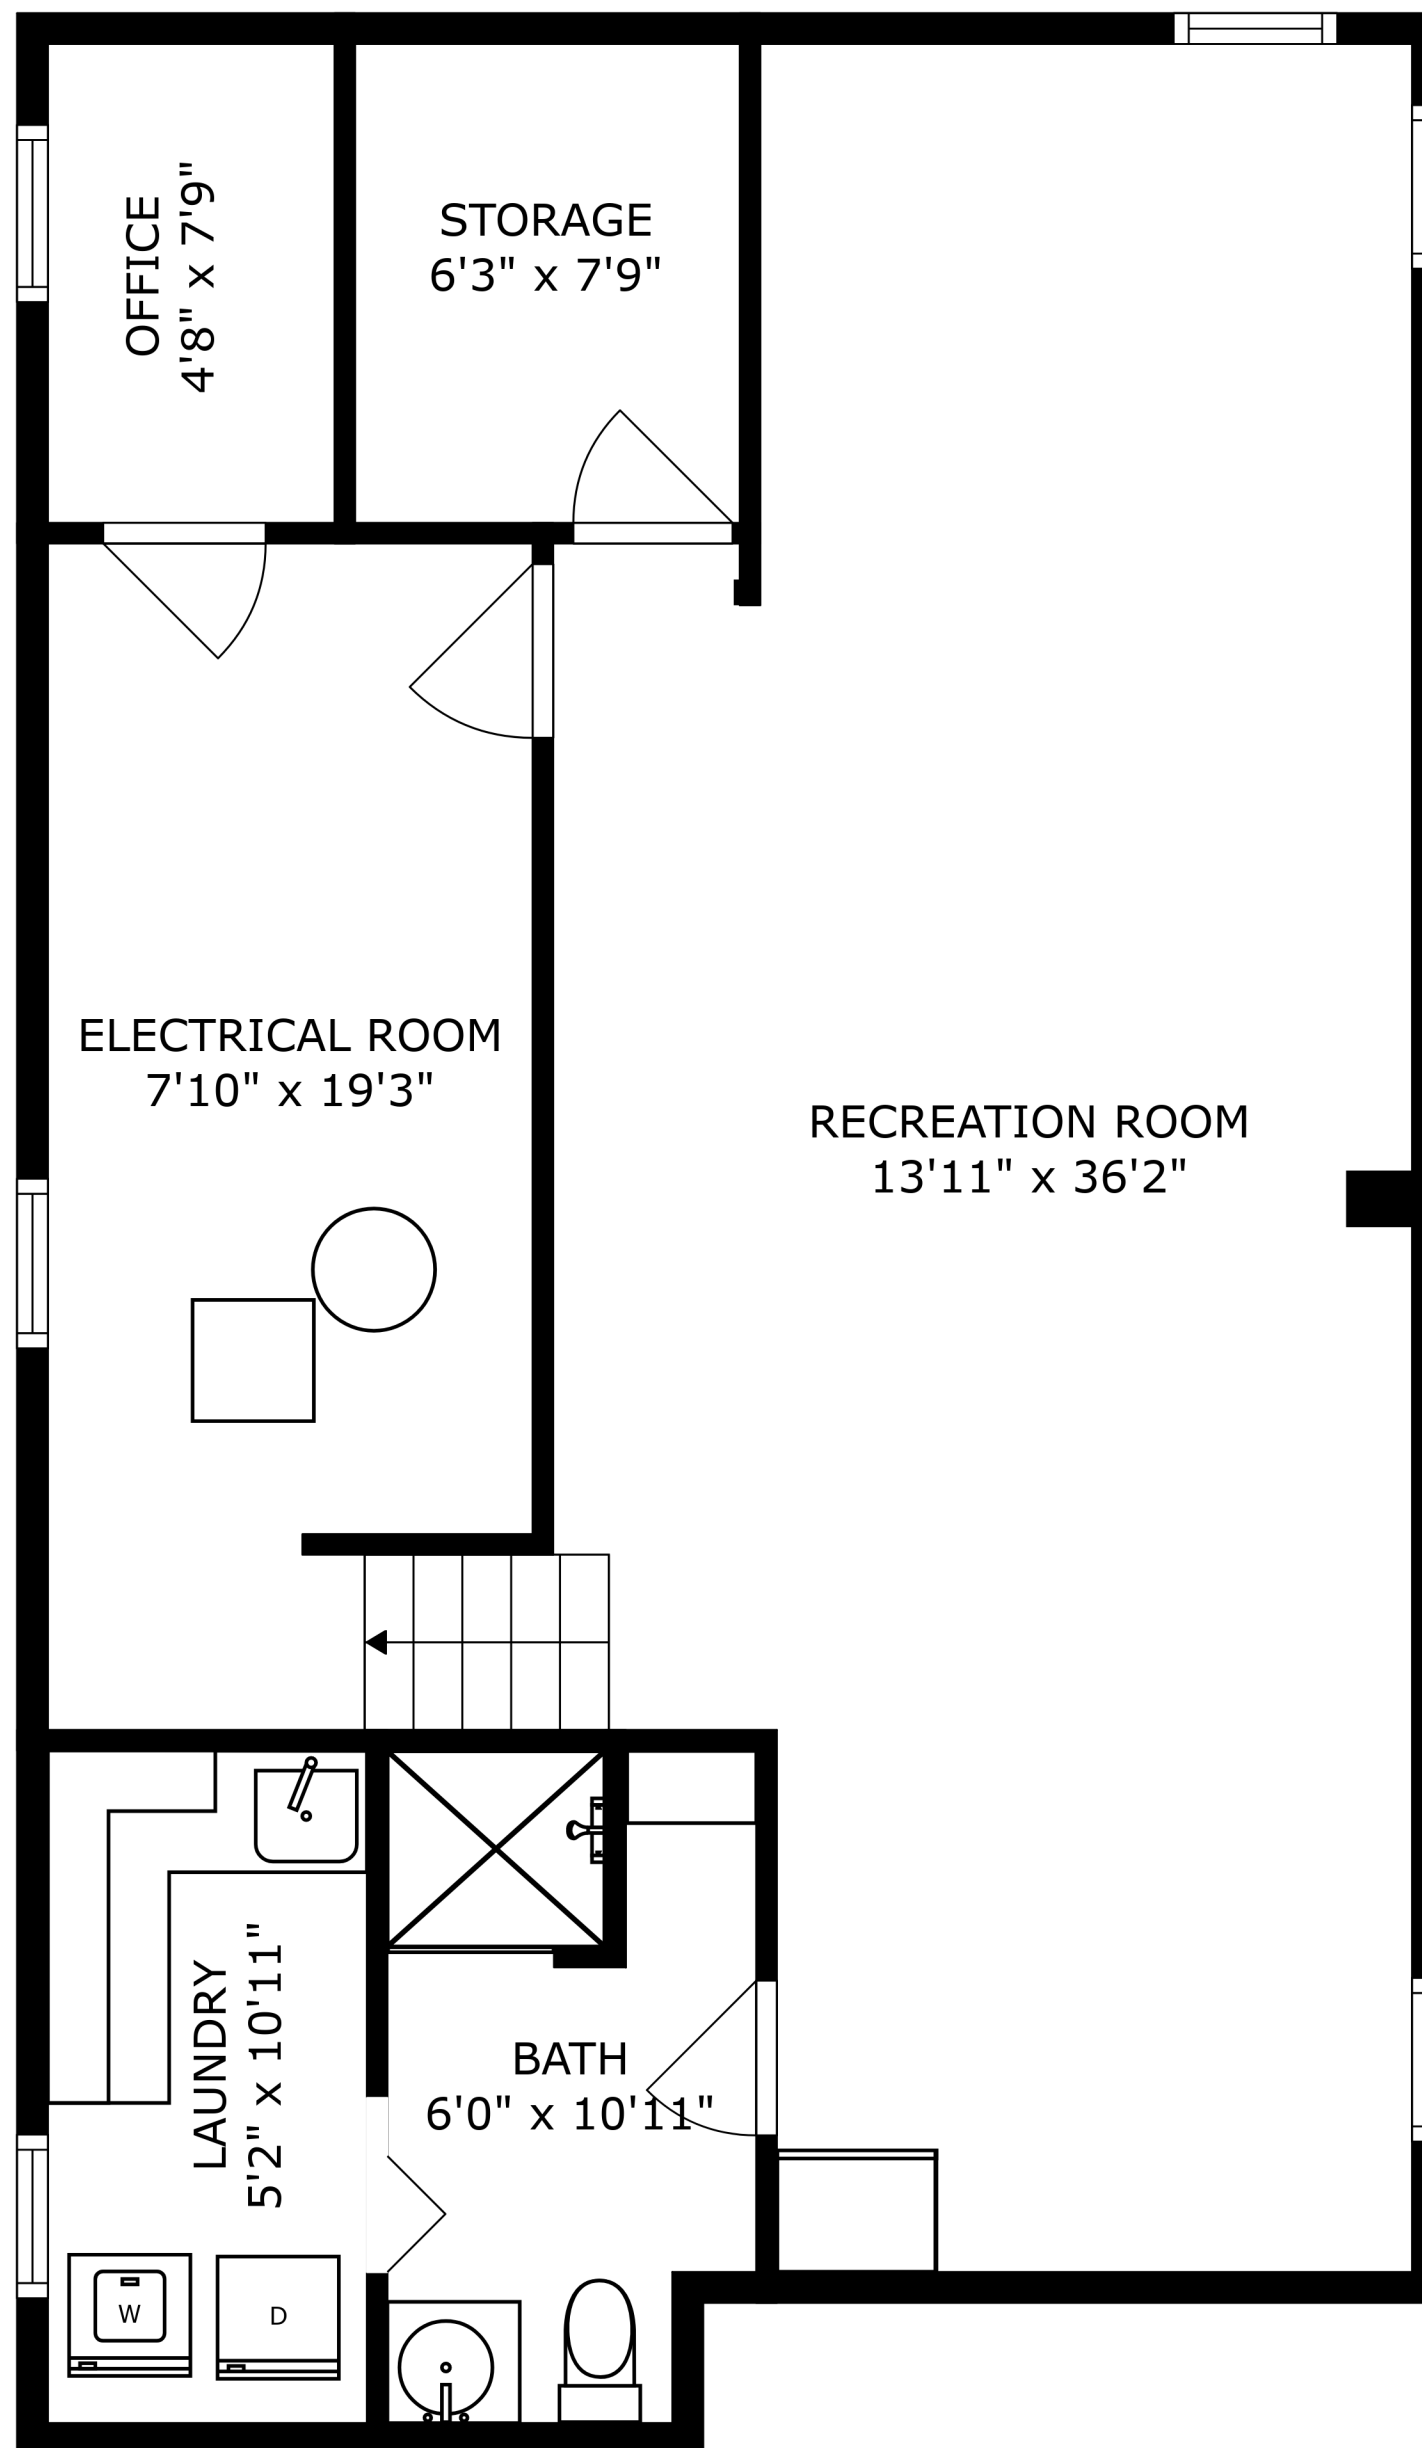 OFFICE
4'8" x 7'9"
STORAGE
6'3" x 7'9"
ELECTRICAL ROOM
7'10" x 19'3"
RECREATION ROOM
13'11" x 36'2"
LAUNDRY
5'2" x 10'11"
BATH
6'0" x 10'11"
W
D